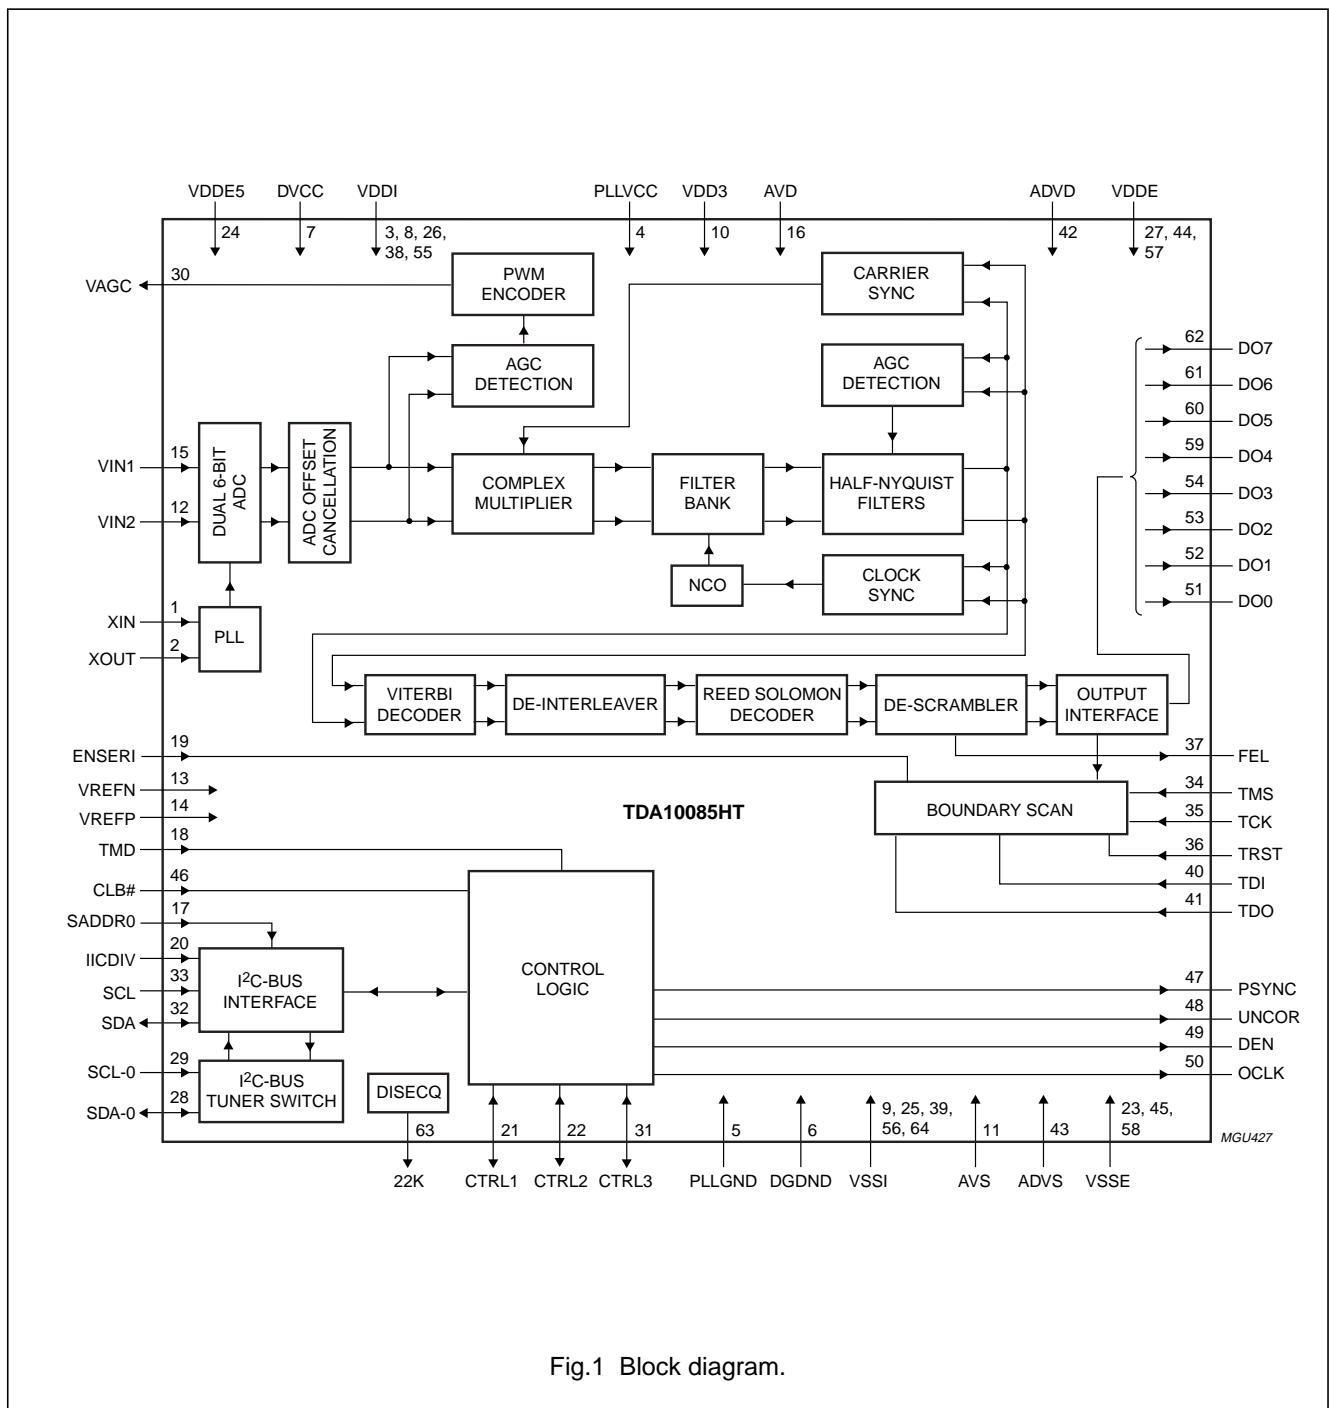 VDDE5 DVCC VDDI PLLVCC VDD3 AVD ADVD VDDE
24 7 3, 8, 26, 4 10 16 42 27, 44,
38, 55 57
30
VAGC
PWM
ENCODER
CARRIER
SYNC
62
DO7
AGC
DETECTION
AGC
DETECTION
61
DO6
60
DO5
15
VIN1
DUAL 6-BIT
ADC
ADC OFFSET
CANCELLATION
COMPLEX
MULTIPLIER
FILTER
BANK
HALF-NYQUIST
FILTERS
59
DO4
54
DO3
12
VIN2
53
DO2
52
DO1
NCO
CLOCK
SYNC
51
DO0
1
XIN
PLL
2
XOUT
VITERBI
DECODER
DE-INTERLEAVER
REED SOLOMON
DECODER
DE-SCRAMBLER
OUTPUT
INTERFACE
19
ENSERI
37
FEL
13
VREFN
34
TMS
14
VREFP
TDA10085HT
BOUNDARY SCAN
35
TCK
18
TMD
36
TRST
46
CLB#
40
TDI
17
SADDR0
41
TDO
20
IICDIV
I2C-BUS
INTERFACE
CONTROL
LOGIC
33
SCL
47
PSYNC
32
SDA
48
UNCOR
49
DEN
29
SCL-0
I2C-BUS
TUNER SWITCH
50
OCLK
28
SDA-0
DISECQ
63 21 22 31 5 6 9, 25, 39, 11 43 23, 45,
56, 64 58
MGU427
22K CTRL1 CTRL2 CTRL3 PLLGND DGDND VSSI AVS ADVS VSSE
Fig.1 Block diagram.